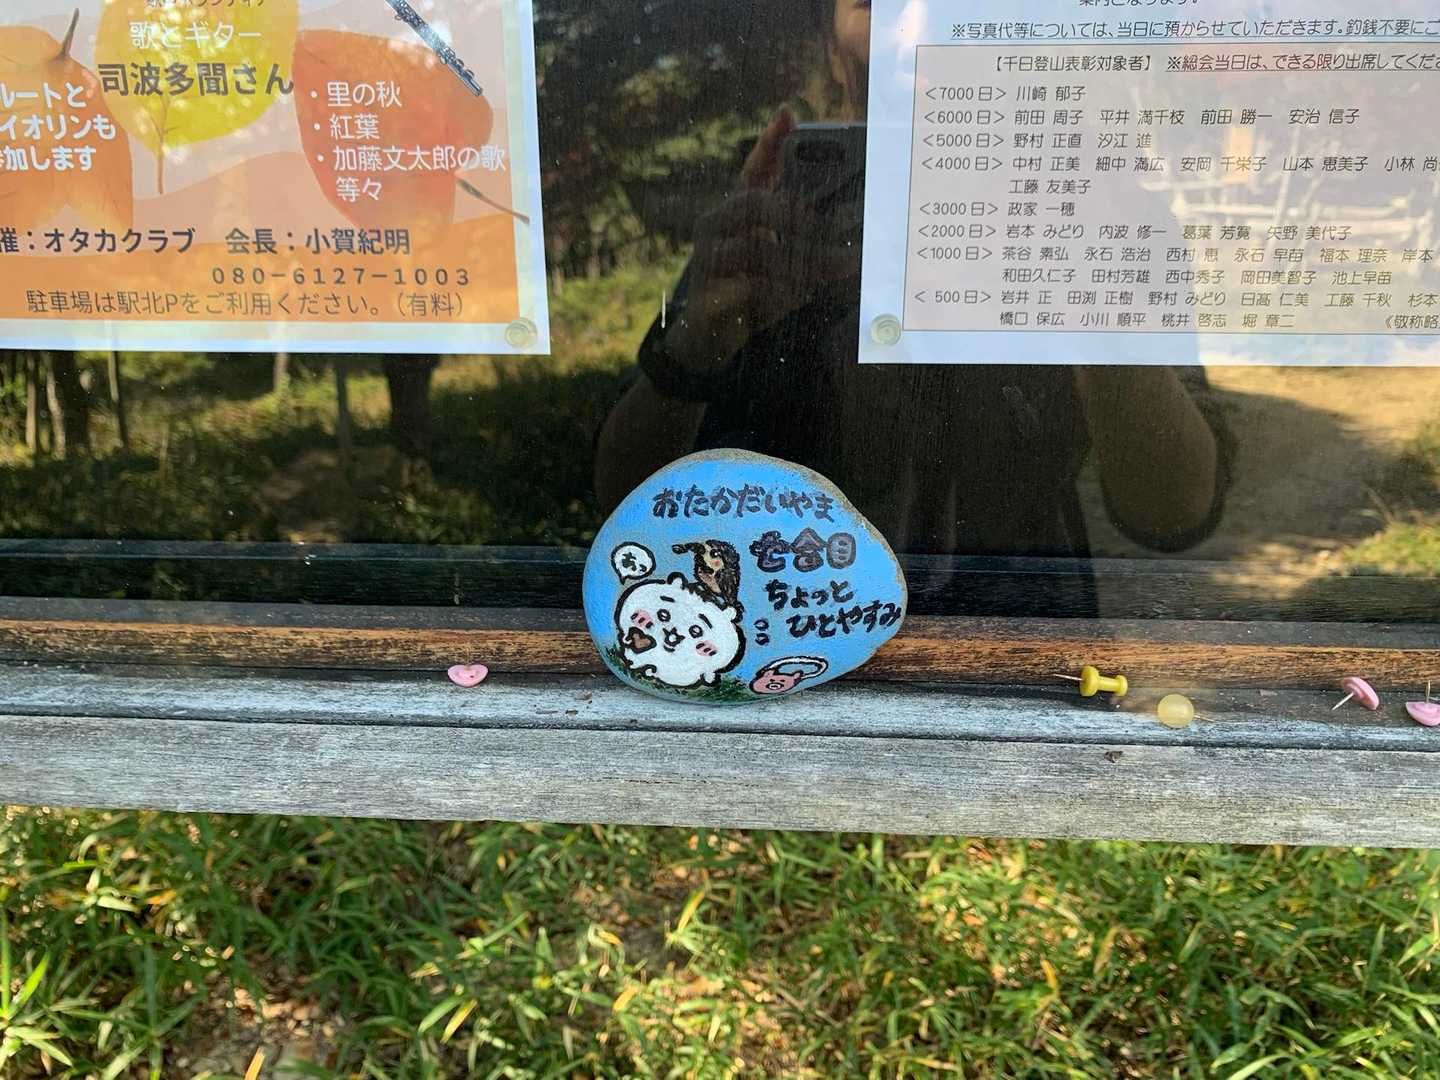 歌とギター
司波多聞さん
ルートと
イオリンも
参加します
・里の秋
・紅葉
・加藤文太郎の歌
等々
催：オタカクラブ　会長：小賀紀明
080-6127-1003
駐車場は駅北Pをご利用ください。（有料）
※写真代等については、当日に預からせていただきます。釣銭不要にご
【千日登山表彰対象者】 ※総会当日は、できる限り出席してくださ
＜7000日＞ 川崎 郁子
＜6000日＞ 前田 周子　平井 満千枝　前田 勝一　安治 信子
＜5000日＞ 野村 正直　汐江 進
＜4000日＞ 中村 正美　細中 満広　安岡 千栄子　山本 恵美子　小林 尚
工藤 友美子
＜3000日＞ 政家 一穂
＜2000日＞ 岩本 みどり　内波 修一　葛葉 芳寛　矢野 美代子
＜1000日＞ 茶谷 素弘　永石 浩治　西村 恵　永石 早苗　福本 理奈　岸本
和田久仁子　田村芳雄　西中秀子　岡田美智子　池上早苗
＜ 500日＞ 岩井 正　田渕 正樹　野村 みどり　日髙 仁美　工藤 千秋　杉本
橋口 保広　小川 順平　桃井 啓志　堀 章二　《敬称略
おたかだいやま
七合目
ちょっと
ひとやすみ